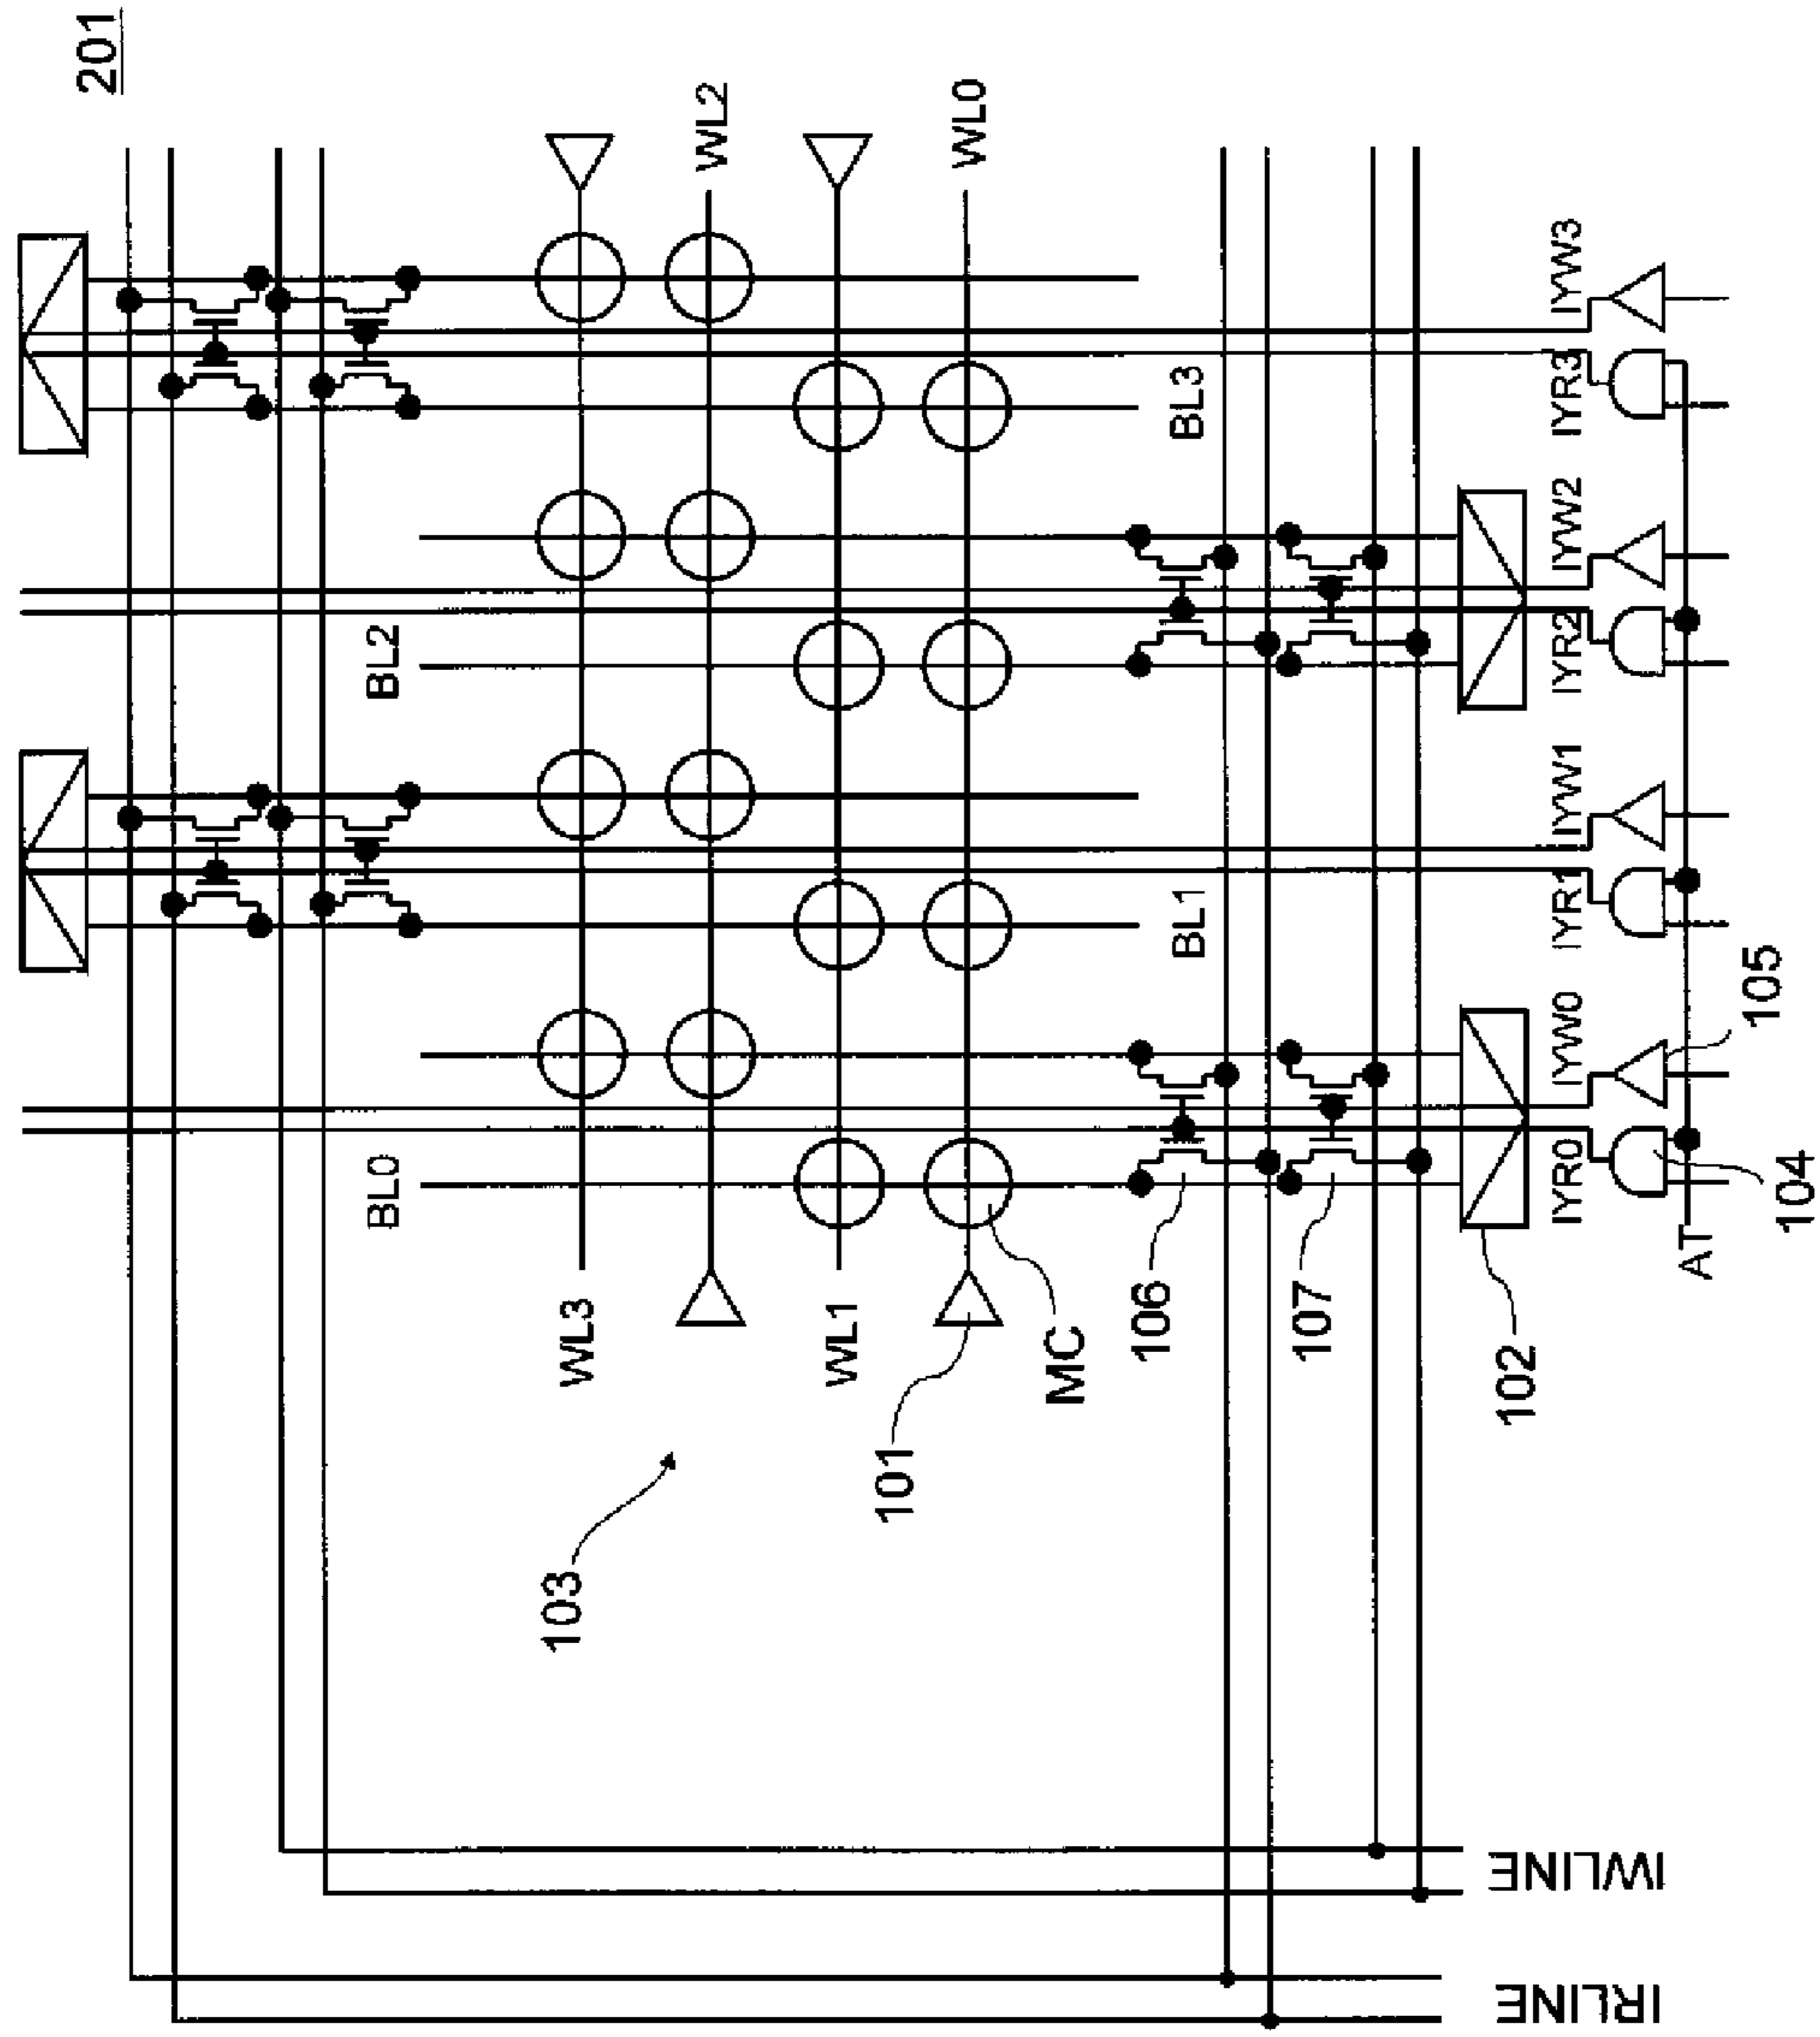 201
WL2
WL0
IYW3
IYR3
BL3
IYW2
IYR2
BL2
IYW1
IYR1
BL1
IYW0
IYR0
BL0
105
104
AT
WL3
WL1
101
MC
106
107
102
103
IWLINE
IRLINE